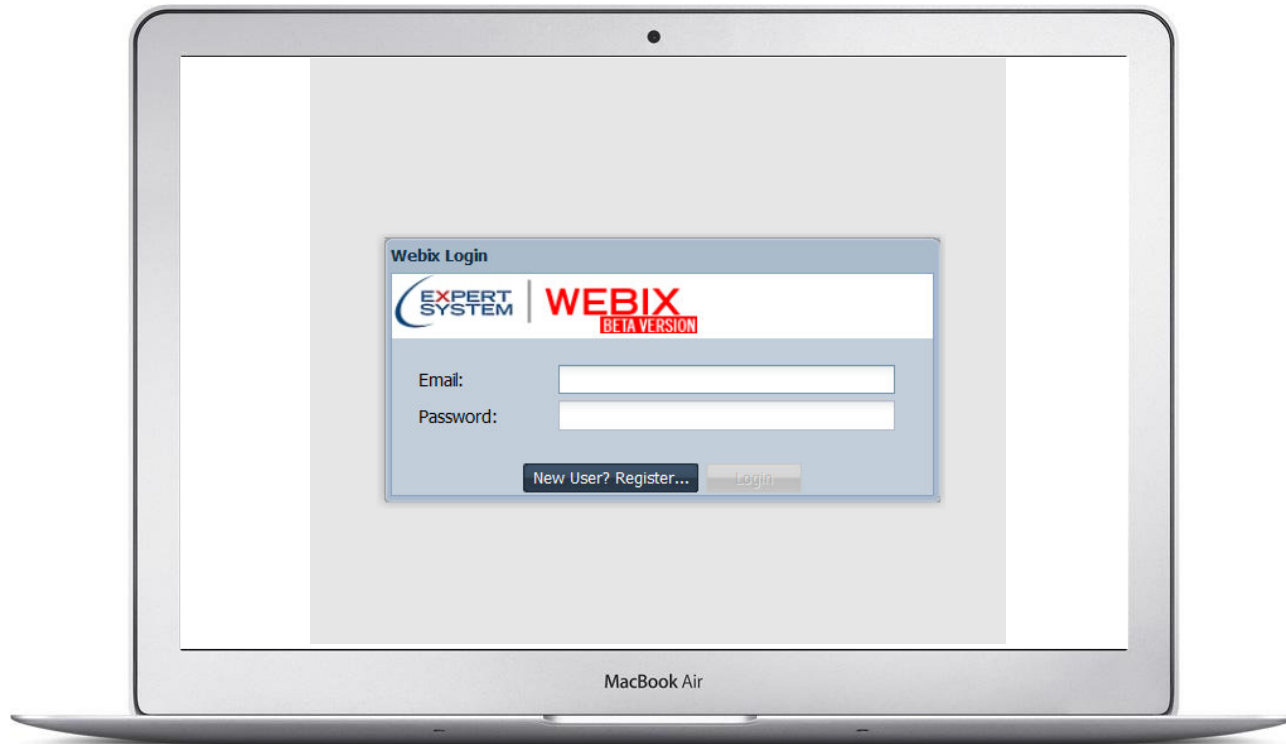 Webix Login
EXPERT
SYSTEM
WEBIX
BETA VERSION
Email:
Password:
New User? Register...
Login
MacBook Air